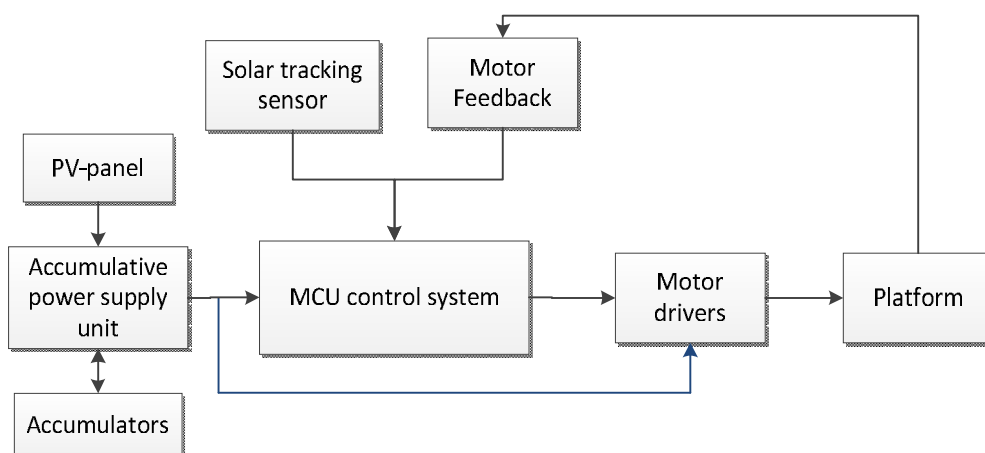 Solar tracking
sensor
Motor
Feedback
PV-panel
Accumulative
power supply
unit
MCU control system
Motor
drivers
Platform
Accumulators